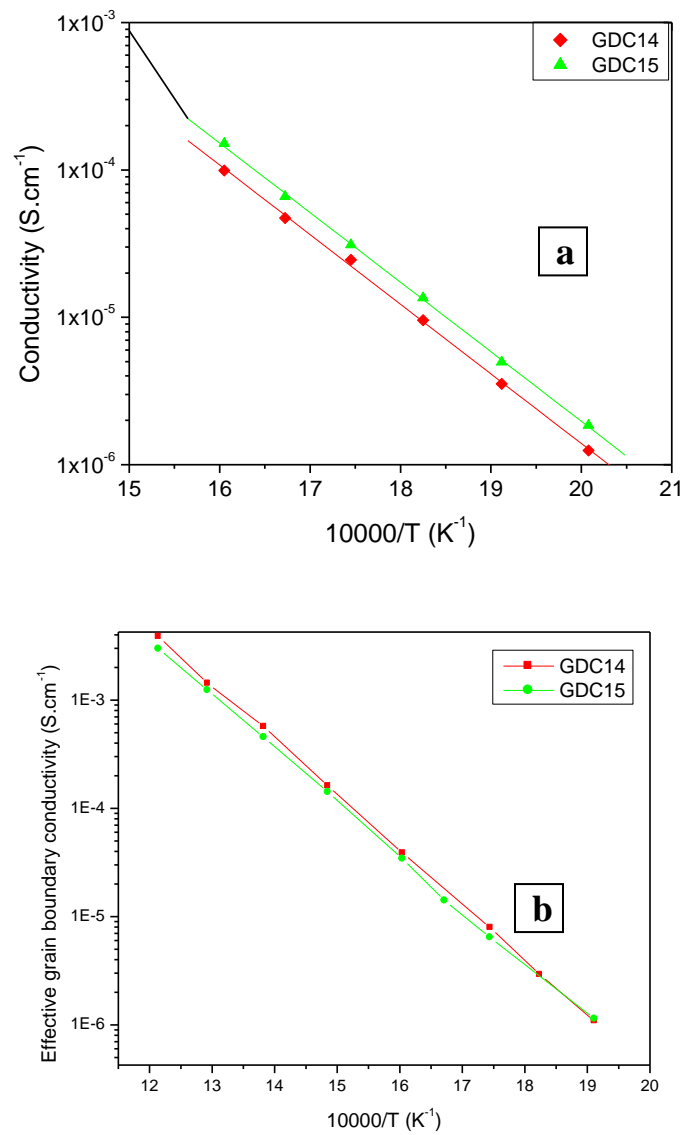 1x10⁻³
GDC14
GDC15
1x10⁻⁴
a
1x10⁻⁵
1x10⁻⁶
Conductivity (S.cm⁻¹)
15 16 17 18 19 20 21
10000/T (K⁻¹)
GDC14
GDC15
1E-3
1E-4
b
1E-5
1E-6
Effective grain boundary conductivity (S.cm⁻¹)
12 13 14 15 16 17 18 19 20
10000/T (K⁻¹)